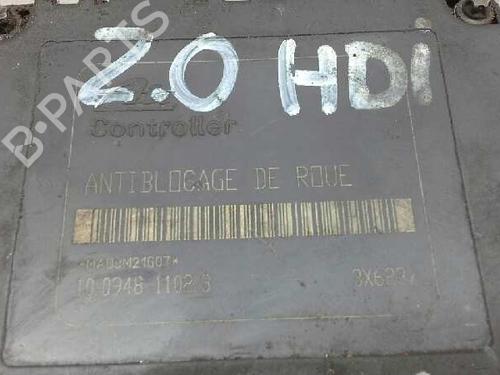 2.0 HDi
Controller
ANTIBLOCAGE DE ROUE
10.0948-1102.3
B-PARTS